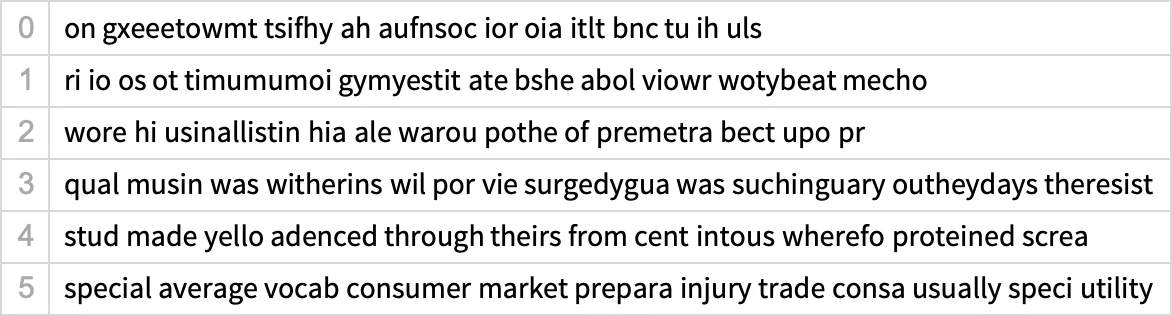 0 on gxeeetowmt tsifhy ah aufnsoc ior oia itlt bnc tu ih uls
1 ri io os ot timumumoi gymyestit ate bshe abol viowr wotybeat mecho
2 wore hi usinallistin hia ale warou pothe of premetra bect upo pr
3 qual musin was witherins wil por vie surgedygua was suchinguary outheydays theresist
4 stud made yello adenced through theirs from cent intous wherefo proteined screa
5 special average vocab consumer market prepara injury trade consa usually speci utility